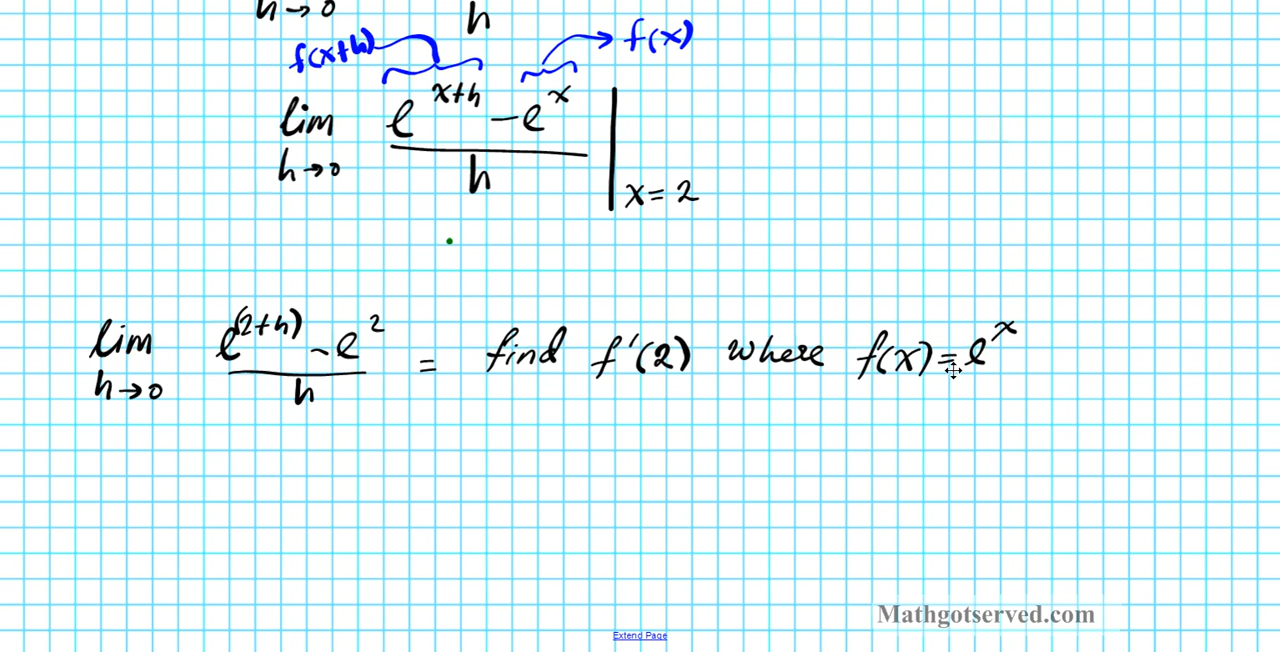 h→0 h
f(x+h) → f(x)
lim e^{x+h} - e^x
h→0 h | x=2
lim e^{(2+h)} - e^2 = find f'(2) where f(x)=e^x
h→0 h
Mathgotserved.com
Extend Page